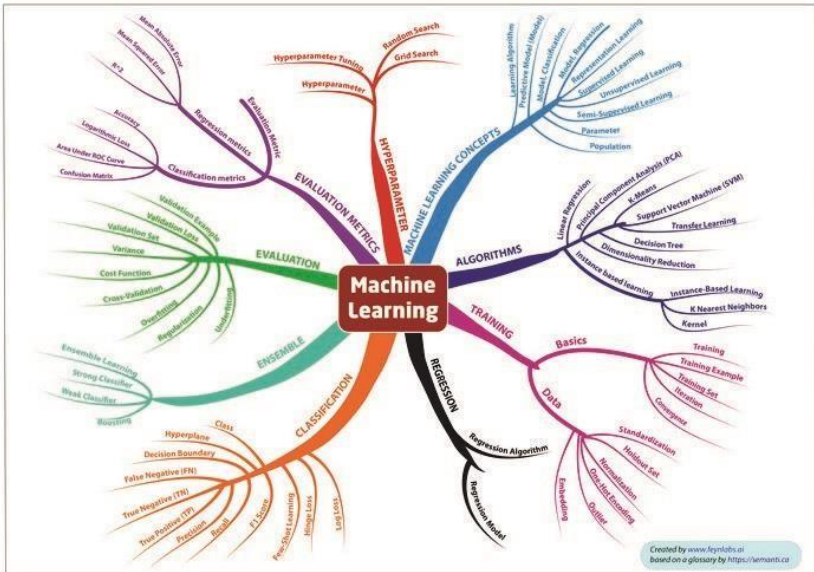 Machine
Learning
HYPERPARAMETER
Hyperparameter Tuning
Hyperparameter
Random Search
Grid Search
MACHINE LEARNING CONCEPTS
Learning Algorithm
Predictive Model (Model)
Model, Classification
Model, Regression
Representation Learning
Supervised Learning
Unsupervised Learning
Semi-Supervised Learning
Parameter
Population
ALGORITHMS
Linear Regression
Principal Component Analysis (PCA)
K-Means
Support Vector Machine (SVM)
Transfer Learning
Decision Tree
Dimensionality Reduction
Instance based learning
Instance-Based Learning
K Nearest Neighbors
Kernel
TRAINING
Basics
Training
Training Example
Training Set
Iteration
Convergence
Data
Standardization
Holdout Set
Normalization
One-Hot Encoding
Outlier
Embedding
REGRESSION
Regression Algorithm
Regression Model
CLASSIFICATION
Class
Hyperplane
Decision Boundary
False Negative (FN)
True Negative (TN)
True Positive (TP)
Precision
Recall
F1 Score
Few-Shot Learning
Hinge Loss
Log Loss
ENSEMBLE
Ensemble Learning
Strong Classifier
Weak Classifier
Boosting
EVALUATION
Validation Example
Validation Loss
Validation Set
Variance
Cost Function
Cross-Validation
Overfitting
Regularization
Underfitting
EVALUATION METRICS
Evaluation Metric
Regression metrics
Mean Absolute Error
Mean Squared Error
R^2
Classification metrics
Accuracy
Logarithmic Loss
Area Under ROC Curve
Confusion Matrix
Created by www.feynlabs.ai
based on a glossary by https://semanti.ca